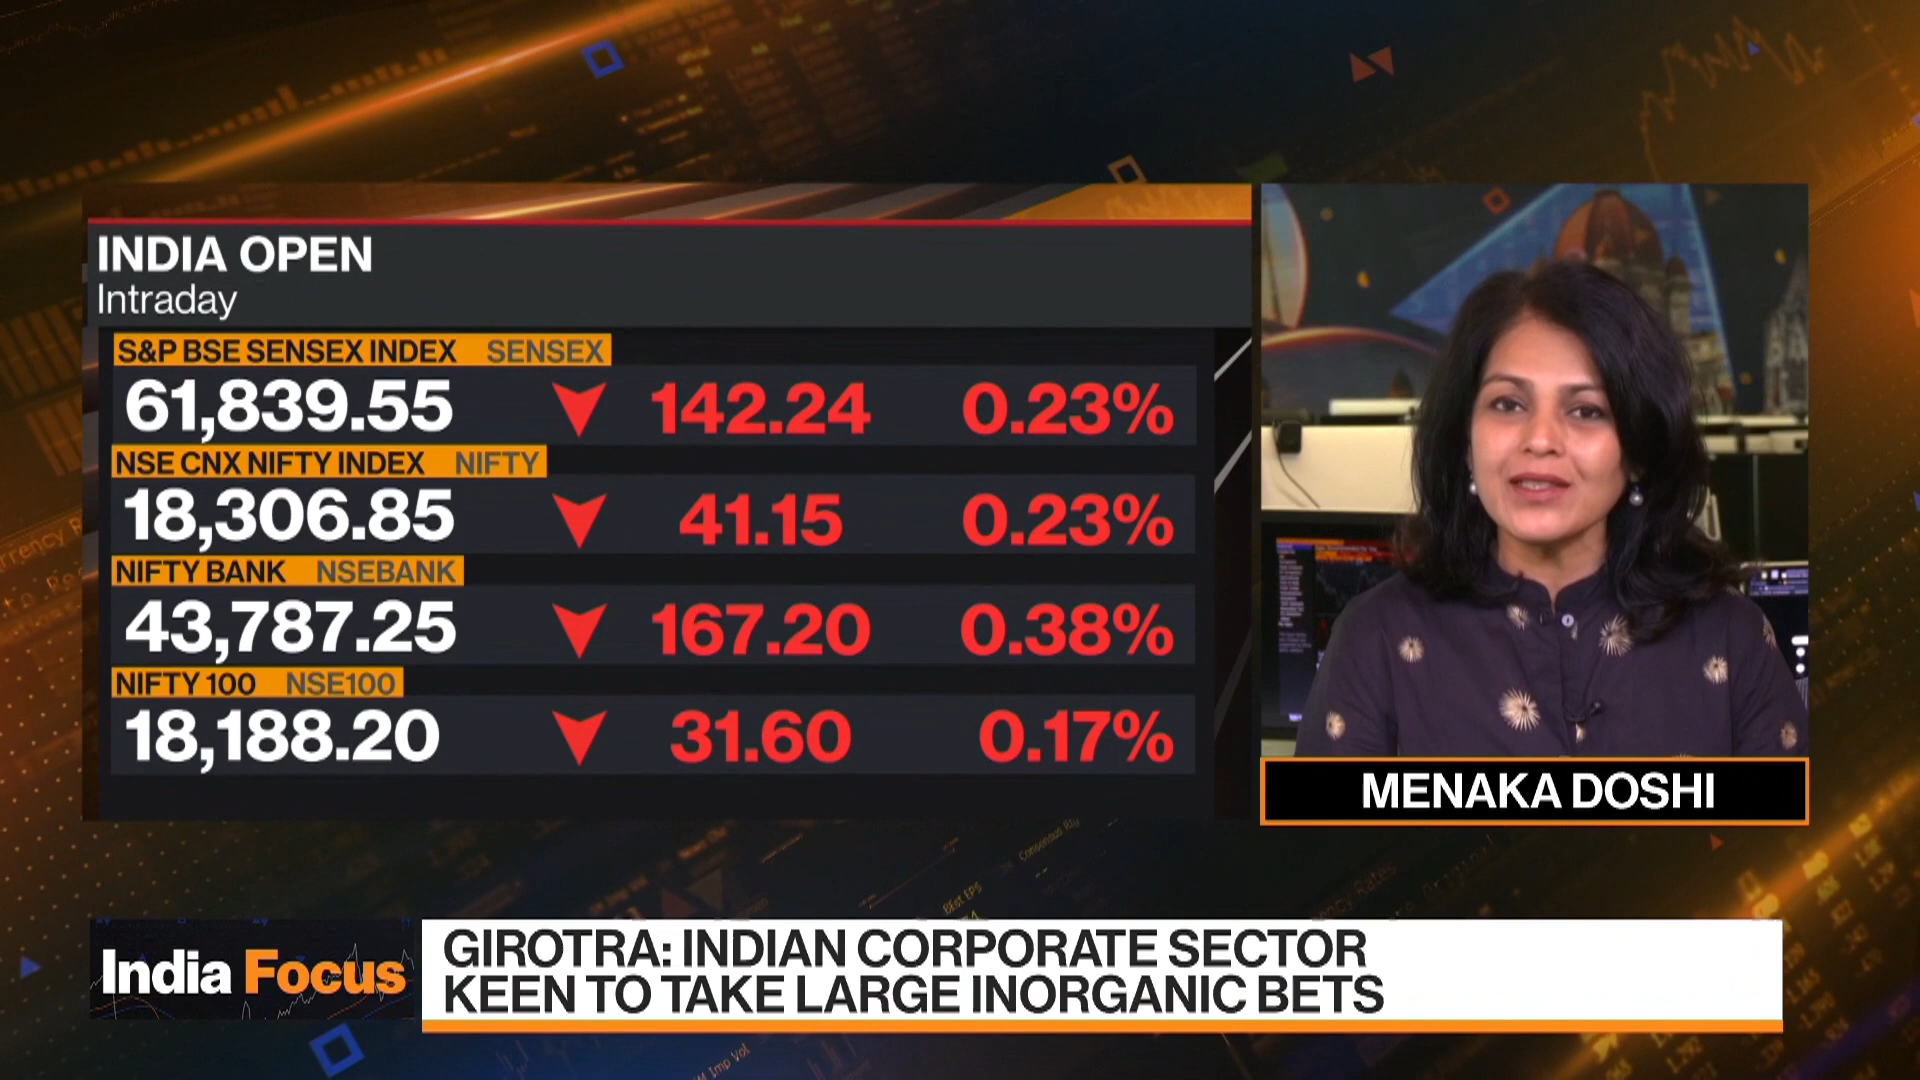 INDIA OPEN
Intraday
S&P BSE SENSEX INDEX SENSEX
61,839.55 142.24 0.23%
NSE CNX NIFTY INDEX NIFTY
18,306.85 41.15 0.23%
NIFTY BANK NSEBANK
43,787.25 167.20 0.38%
NIFTY 100 NSE100
18,188.20 31.60 0.17%
MENAKA DOSHI
India Focus
GIROTRA: INDIAN CORPORATE SECTOR
KEEN TO TAKE LARGE INORGANIC BETS